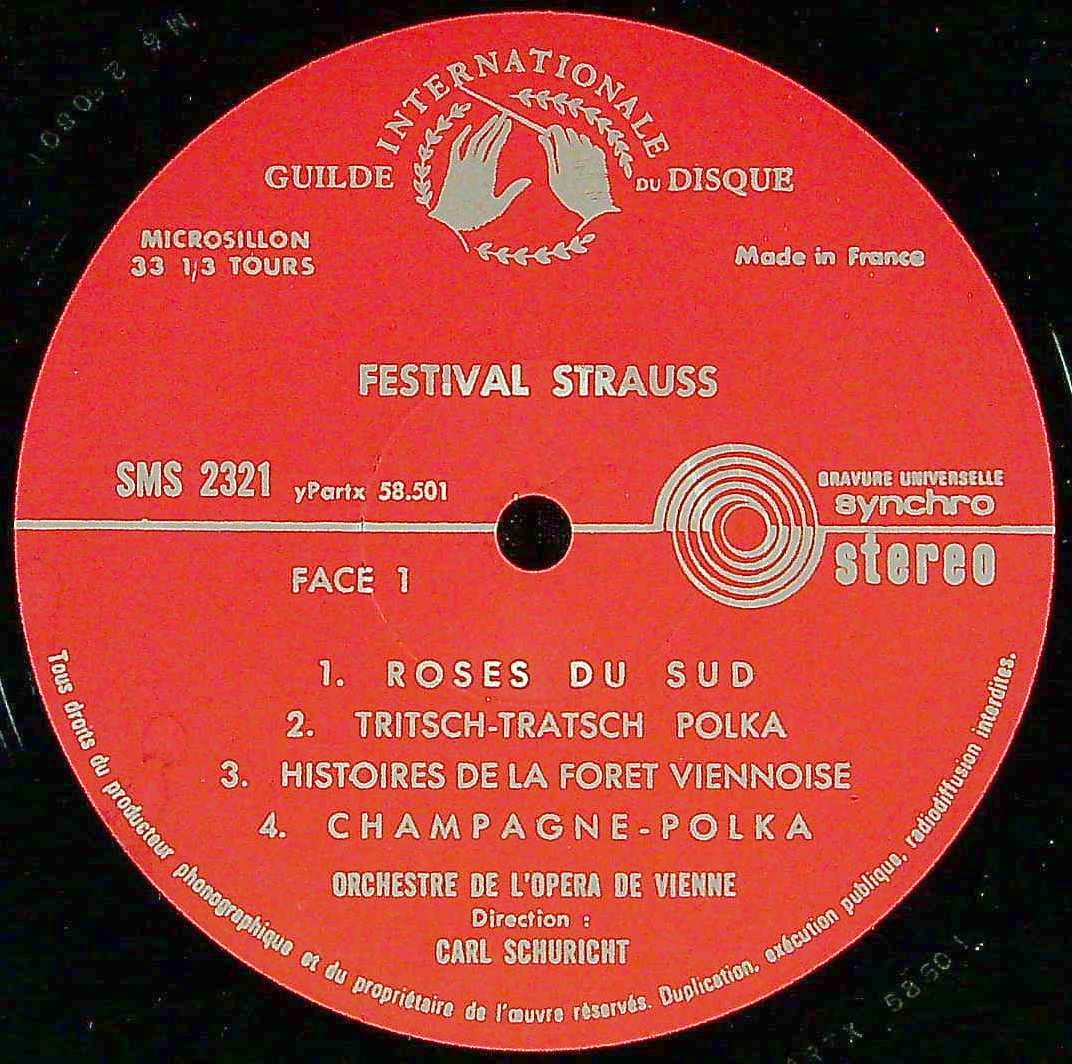 GUILDE INTERNATIONALE DU DISQUE
MICROSILLON
33 1/3 TOURS
Made in France
FESTIVAL STRAUSS
SMS 2321 yPartx 58.501
GRAVURE UNIVERSELLE
synchro
stereo
FACE 1
1. ROSES DU SUD
2. TRITSCH-TRATSCH POLKA
3. HISTOIRES DE LA FORET VIENNOISE
4. CHAMPAGNE-POLKA
ORCHESTRE DE L'OPERA DE VIENNE
Direction :
CARL SCHURICHT
Tous droits du producteur phonographique et du propriétaire de l'œuvre réservés. Duplication, exécution publique, radiodiffusion interdites.